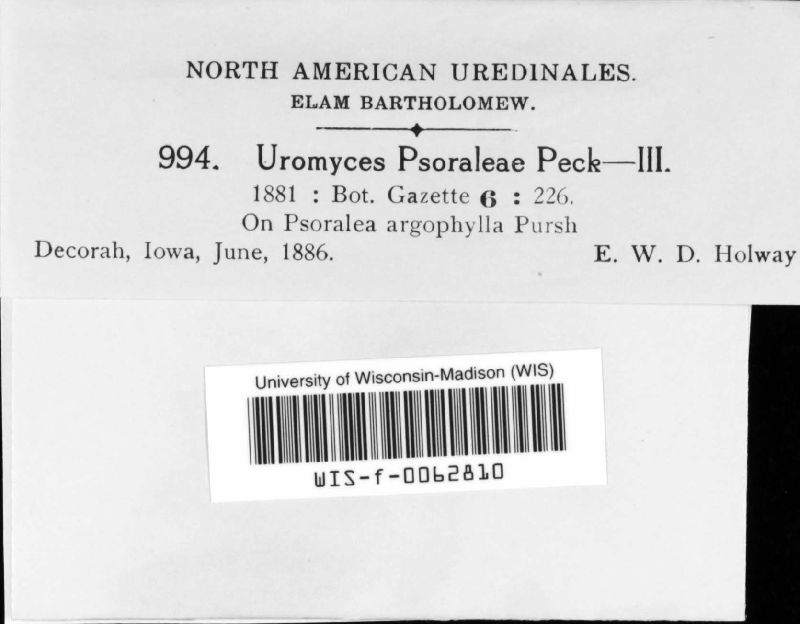 NORTH AMERICAN UREDINALES.
ELAM BARTHOLOMEW.
994. Uromyces Psoraleae Peck—III.
1881 : Bot. Gazette 6 : 226.
On Psoralea argophylla Pursh
Decorah, Iowa, June, 1886. E. W. D. Holway
University of Wisconsin-Madison (WIS)
WIS-f-0062810